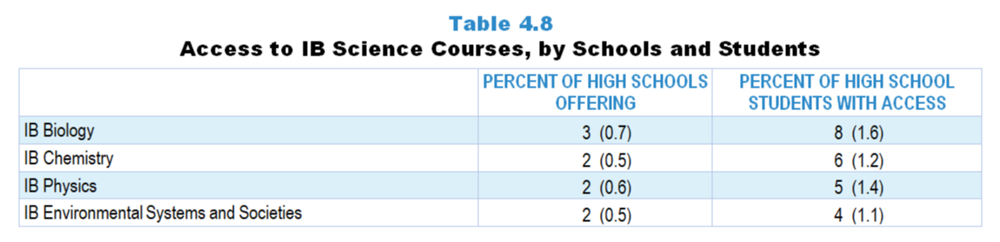 Table 4.8
Access to IB Science Courses, by Schools and Students
PERCENT OF HIGH SCHOOLS OFFERING PERCENT OF HIGH SCHOOL STUDENTS WITH ACCESS
IB Biology 3 (0.7) 8 (1.6)
IB Chemistry 2 (0.5) 6 (1.2)
IB Physics 2 (0.6) 5 (1.4)
IB Environmental Systems and Societies 2 (0.5) 4 (1.1)